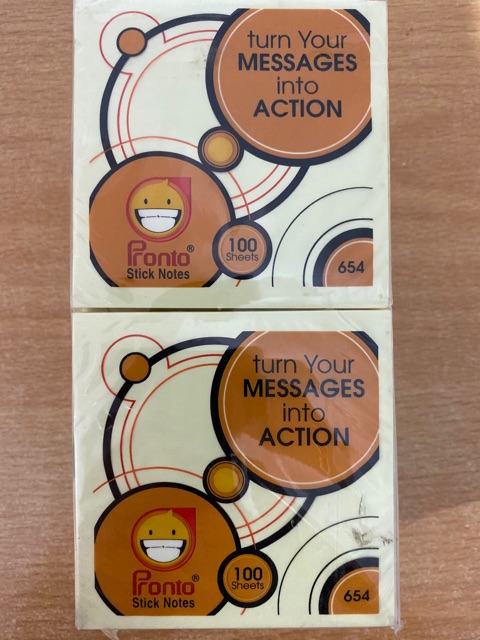 turn Your
MESSAGES
into
ACTION
Pronto®
Stick Notes
100
Sheets
654
turn Your
MESSAGES
into
ACTION
Pronto®
Stick Notes
100
Sheets
654